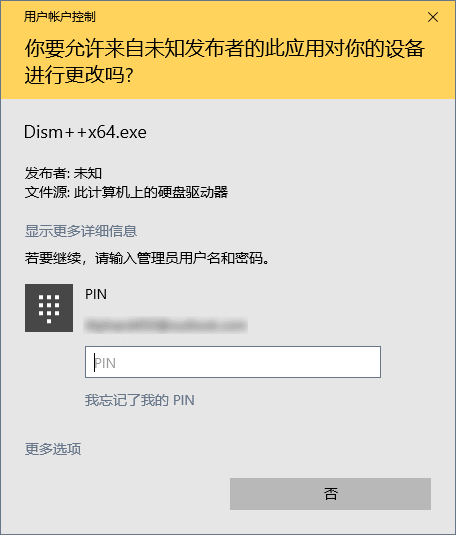 用户帐户控制
你要允许来自未知发布者的此应用对你的设备
进行更改吗?
Dism++x64.exe
发布者: 未知
文件源: 此计算机上的硬盘驱动器
显示更多详细信息
若要继续，请输入管理员用户名和密码。
PIN
PIN
我忘记了我的 PIN
更多选项
否